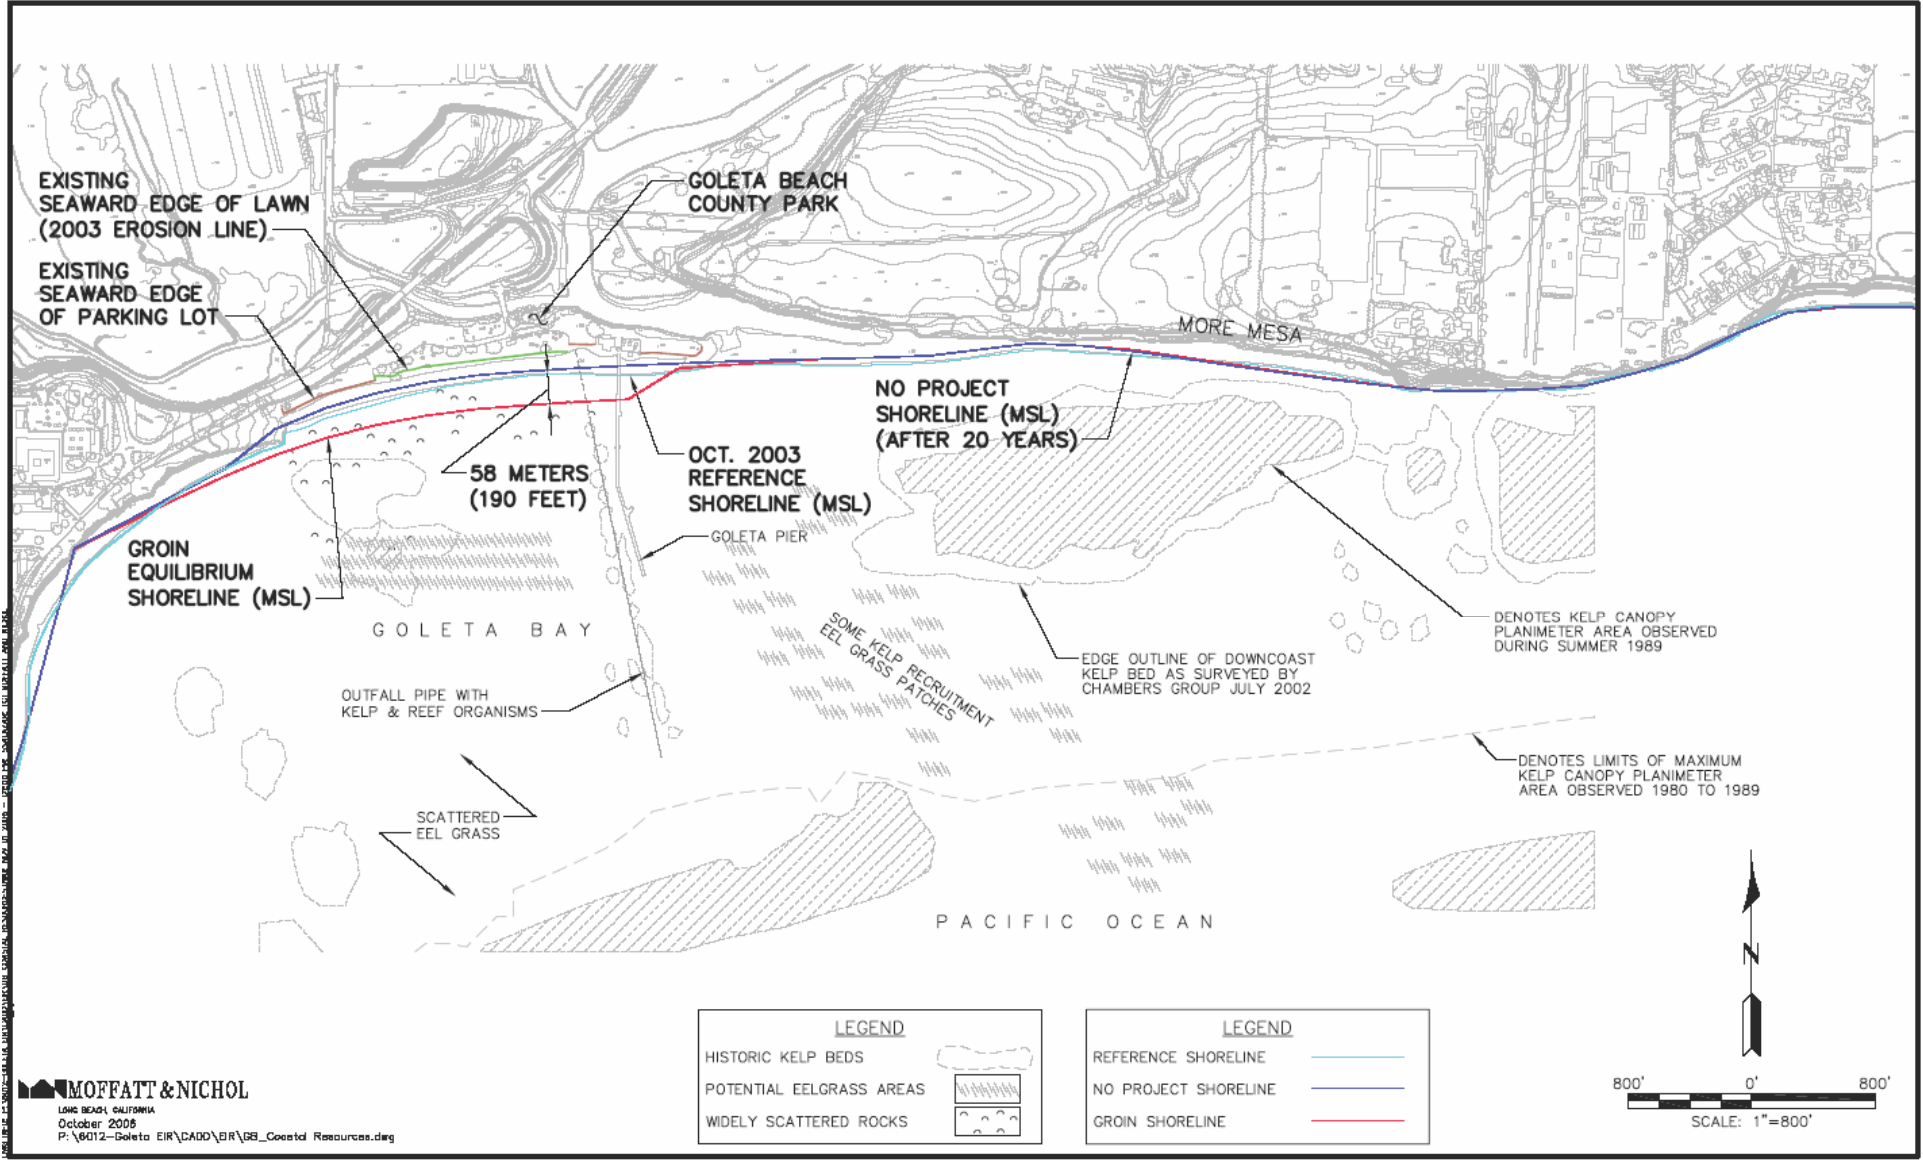 EXISTING
SEAWARD EDGE OF LAWN
(2003 EROSION LINE)
EXISTING
SEAWARD EDGE
OF PARKING LOT
GOLETA BEACH
COUNTY PARK
MORE MESA
NO PROJECT
SHORELINE (MSL)
(AFTER 20 YEARS)
58 METERS
(190 FEET)
OCT. 2003
REFERENCE
SHORELINE (MSL)
GOLETA PIER
GROIN
EQUILIBRIUM
SHORELINE (MSL)
GOLETA BAY
SOME KELP RECRUITMENT
EEL GRASS PATCHES
DENOTES KELP CANOPY
PLANIMETER AREA OBSERVED
DURING SUMMER 1989
EDGE OUTLINE OF DOWNCOAST
KELP BED AS SURVEYED BY
CHAMBERS GROUP JULY 2002
OUTFALL PIPE WITH
KELP & REEF ORGANISMS
DENOTES LIMITS OF MAXIMUM
KELP CANOPY PLANIMETER
AREA OBSERVED 1980 TO 1989
SCATTERED
EEL GRASS
PACIFIC OCEAN
N
LEGEND
HISTORIC KELP BEDS
POTENTIAL EELGRASS AREAS
WIDELY SCATTERED ROCKS
LEGEND
REFERENCE SHORELINE
NO PROJECT SHORELINE
GROIN SHORELINE
800' 0' 800'
SCALE: 1"=800'
MOFFATT & NICHOL
LONG BEACH, CALIFORNIA
October 2006
P:\6012-Goleta EIR\CADD\EIR\GB_Coastal Resources.dwg